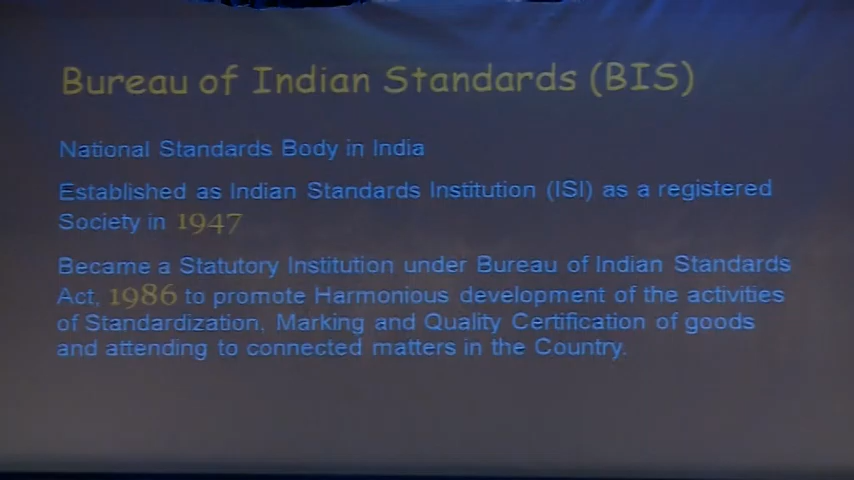 Bureau of Indian Standards (BIS)
National Standards Body in India
Established as Indian Standards Institution (ISI) as a registered
Society in 1947
Became a Statutory Institution under Bureau of Indian Standards
Act, 1986 to promote Harmonious development of the activities
of Standardization, Marking and Quality Certification of goods
and attending to connected matters in the Country.